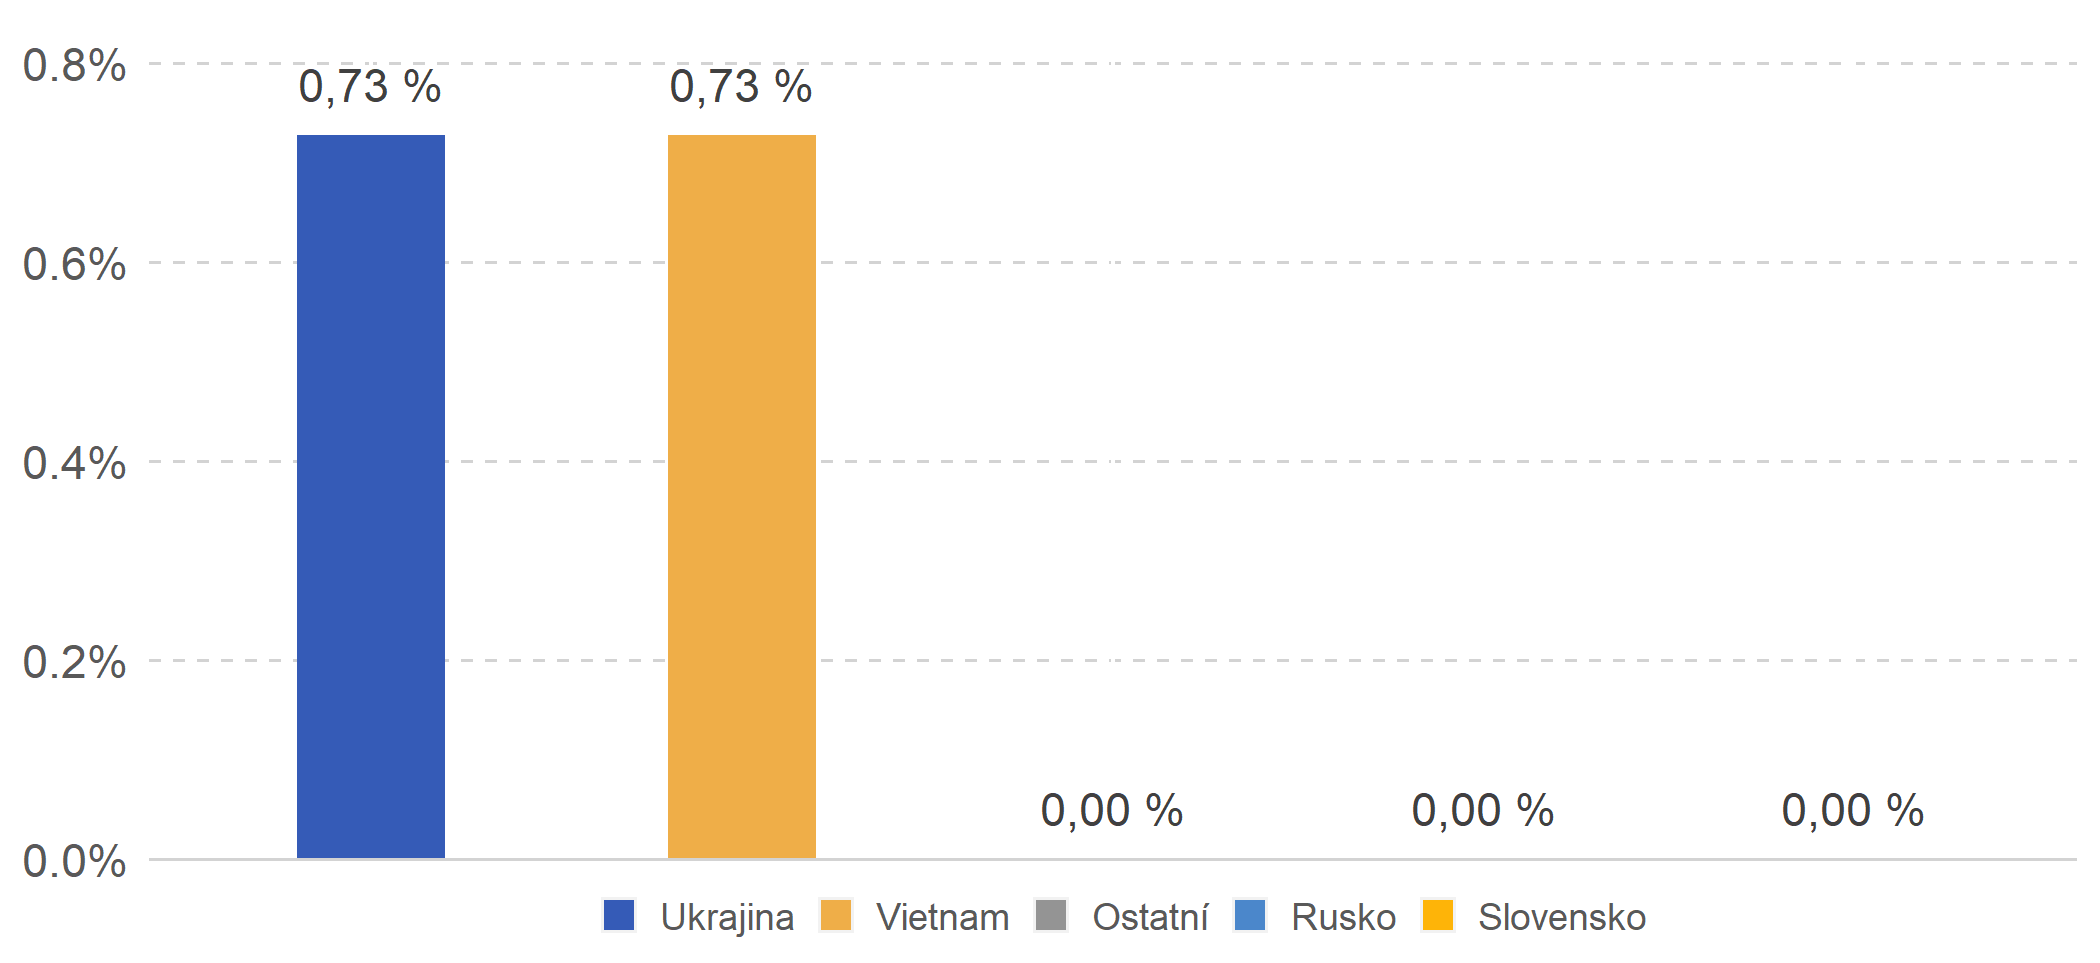 0.8%
0,73 % 0,73 %
0.6%
0.4%
0.2%
0,00 % 0,00 % 0,00 %
0.0%
Ukrajina Vietnam Ostatní Rusko Slovensko